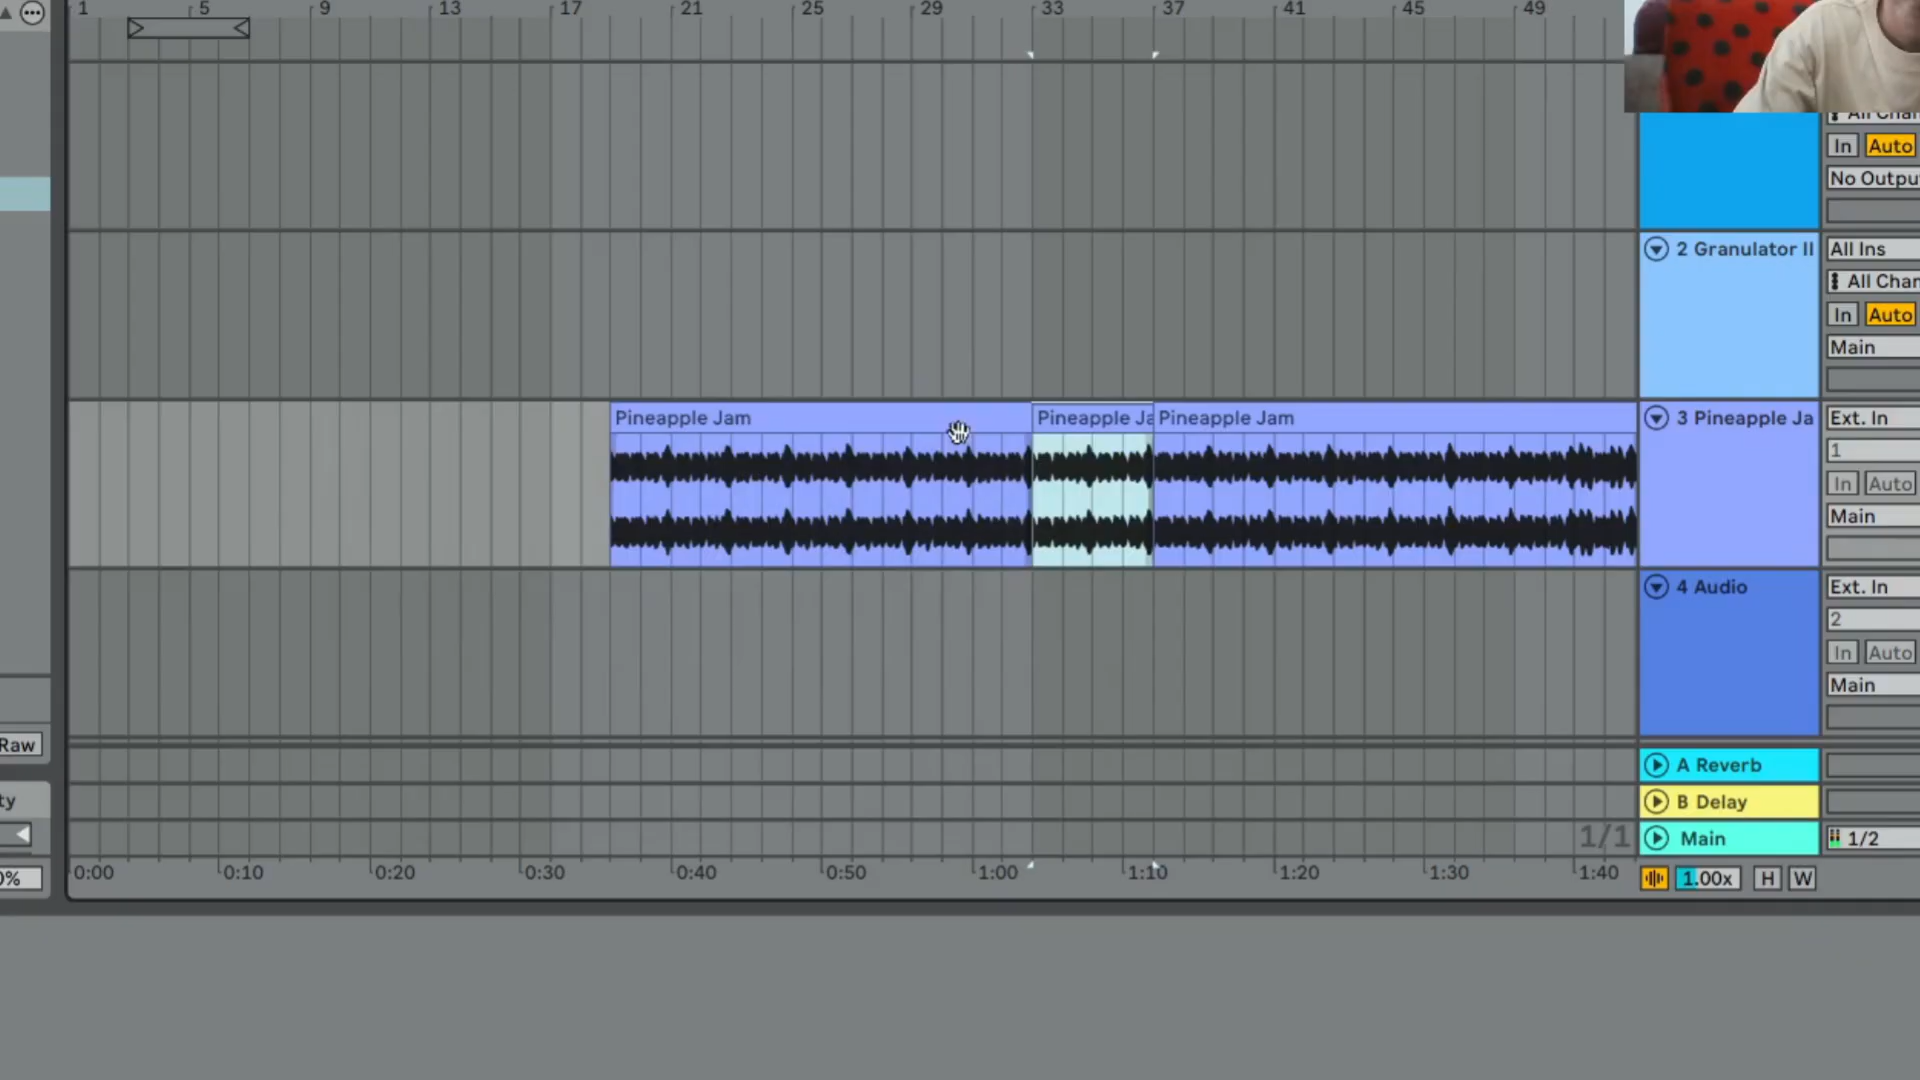 1 5 9 13 17 21 25 29 33 37 41 45 49
In Auto
No Outpu
2 Granulator II All Ins
All Char
In Auto
Main
Pineapple Jam Pineapple Ja Pineapple Jam 3 Pineapple Ja Ext. In
1
In Auto
Main
4 Audio Ext. In
2
In Auto
Main
Raw
A Reverb
ty B Delay
1/1 Main 1/2
0:00 0:10 0:20 0:30 0:40 0:50 1:00 1:10 1:20 1:30 1:40 1.00x H W
0%